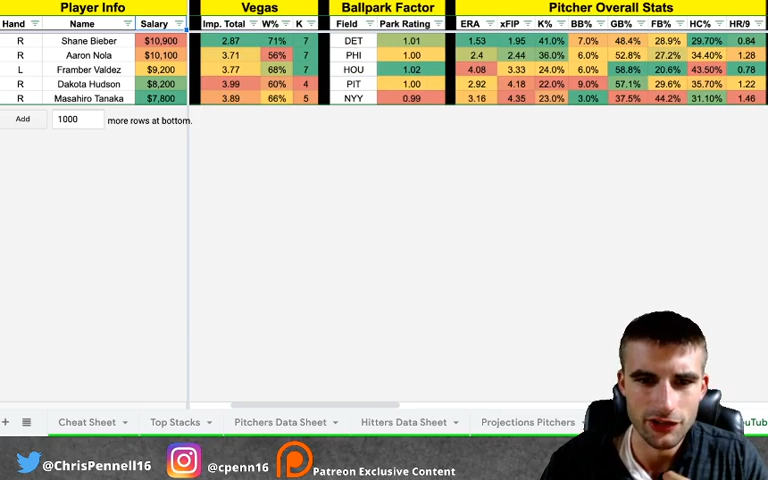 Player Info Vegas Ballpark Factor Pitcher Overall Stats
Hand Name Salary Imp. Total W% K Field Park Rating ERA xFIP K% BB% GB% FB% HC% HR/9
R Shane Bieber $10,900 2.87 71% 7 DET 1.01 1.53 1.95 41.0% 7.0% 48.4% 28.9% 29.70% 0.84
R Aaron Nola $10,100 3.71 56% 7 PHI 1.00 2.4 2.44 36.0% 6.0% 52.8% 27.2% 34.40% 1.28
L Framber Valdez $9,200 3.77 68% 7 HOU 1.02 4.08 3.33 24.0% 6.0% 58.8% 20.6% 43.50% 0.78
R Dakota Hudson $8,200 3.99 60% 4 PIT 1.00 2.92 4.18 22.0% 9.0% 57.1% 29.6% 35.70% 1.22
R Masahiro Tanaka $7,800 3.89 66% 5 NYY 0.99 3.16 4.35 23.0% 3.0% 37.5% 44.2% 31.10% 1.46
Add 1000 more rows at bottom.
+ Cheat Sheet Top Stacks Pitchers Data Sheet Hitters Data Sheet Projections Pitchers
@ChrisPennell16 @cpenn16 Patreon Exclusive Content